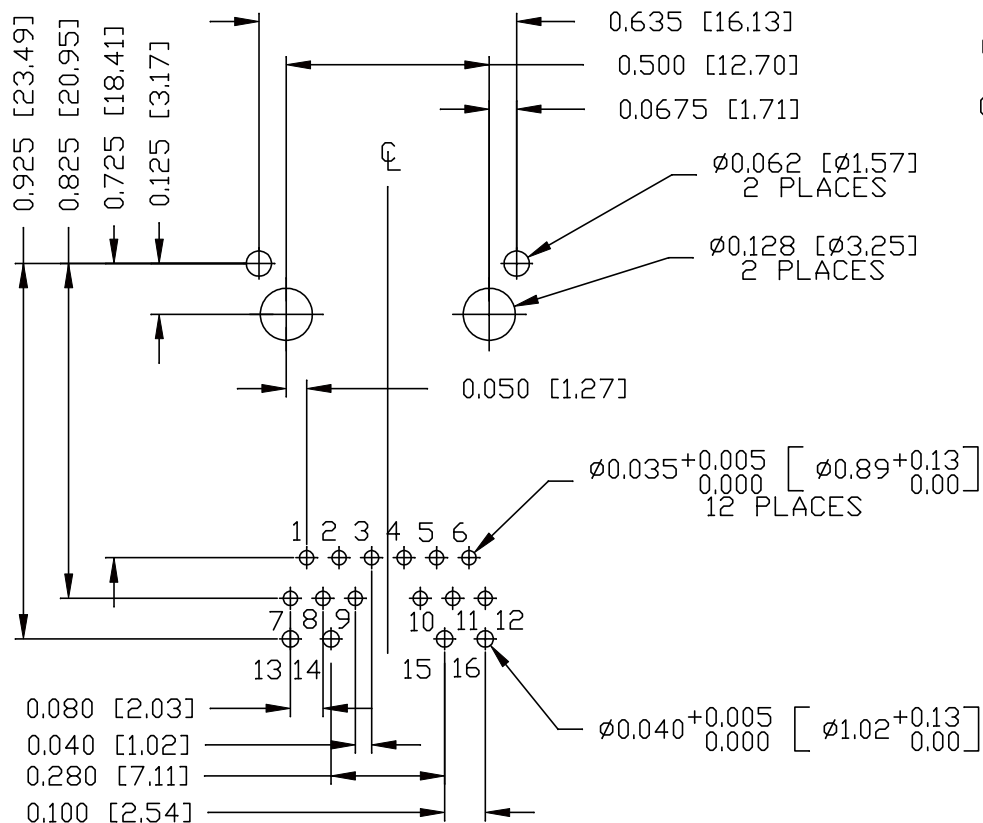 0.635 [16.13]
0.500 [12.70]
0.0675 [1.71]
0.925 [23.49]
0.825 [20.95]
0.725 [18.41]
0.125 [3.17]
℄
Ø0.062 [Ø1.57]
2 PLACES
Ø0.128 [Ø3.25]
2 PLACES
0.050 [1.27]
Ø0.035 +0.005 0.000 [ Ø0.89 +0.13 0.00 ]
12 PLACES
1 2 3 4 5 6
7 8 9 10 11 12
13 14 15 16
0.080 [2.03]
0.040 [1.02]
0.280 [7.11]
0.100 [2.54]
Ø0.040 +0.005 0.000 [ Ø1.02 +0.13 0.00 ]